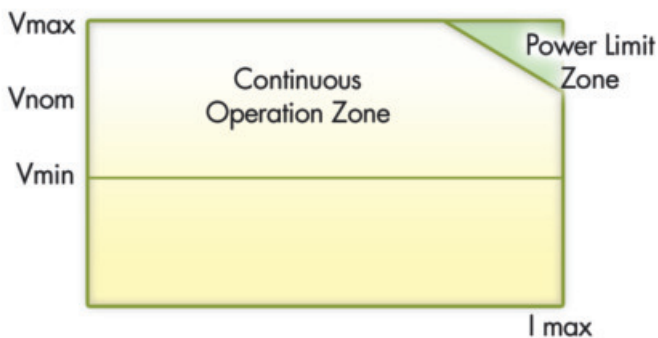 Vmax
Power Limit
Zone
Continuous
Operation Zone
Vnom
Vmin
I max